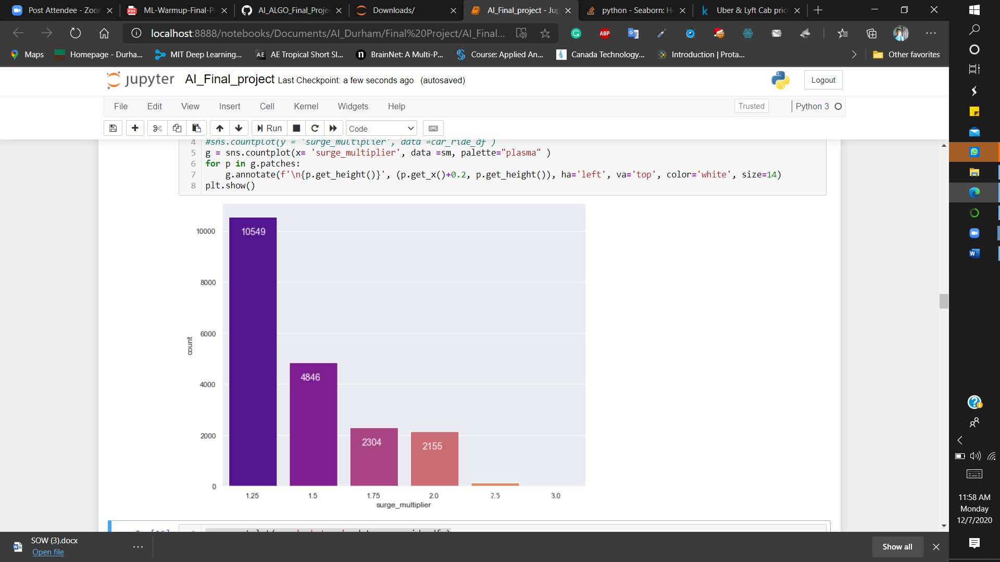 Post Attendee - Zoor
ML-Warmup-Final-P
AI_ALGO_Final_Proje
Downloads/
AI_Final_project - Jup
python - Seaborn: H
Uber & Lyft Cab pric
localhost:8888/notebooks/Documents/AI_Durham/Final%20Project/AI_Final...
ABP
Maps
Homepage - Durha...
MIT Deep Learning...
AE Tropical Short Sl...
BrainNet: A Multi-P...
Course: Applied An...
Canada Technology...
Introduction | Prota...
Other favorites
jupyter AI_Final_project Last Checkpoint: a few seconds ago (autosaved)
Logout
File Edit View Insert Cell Kernel Widgets Help
Trusted
Python 3
Run
Code
4 #sns.countplot(y = 'surge_multiplier', data =car_ride_df )
5 g = sns.countplot(x= 'surge_multiplier', data =sm, palette="plasma" )
6 for p in g.patches:
7 g.annotate(f'\n{p.get_height()}', (p.get_x()+0.2, p.get_height()), ha='left', va='top', color='white', size=14)
8 plt.show()
10000
8000
6000
4000
2000
0
count
10549
4846
2304
2155
1.25 1.5 1.75 2.0 2.5 3.0
surge_multiplier
11:58 AM
Monday
12/7/2020
SOW (3).docx
Open file
Show all